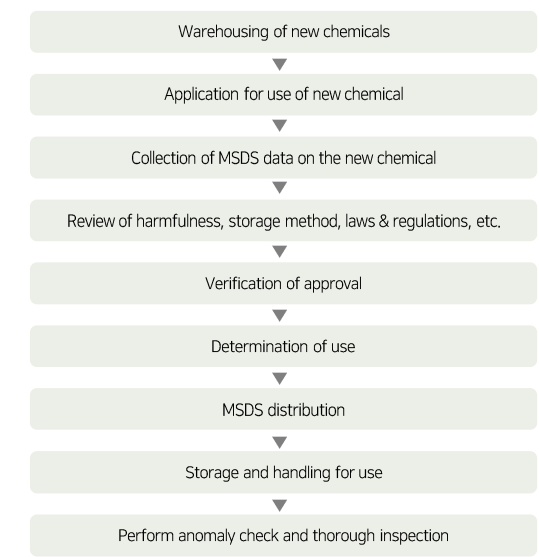 Warehousing of new chemicals
Application for use of new chemical
Collection of MSDS data on the new chemical
Review of harmfulness, storage method, laws & regulations, etc.
Verification of approval
Determination of use
MSDS distribution
Storage and handling for use
Perform anomaly check and thorough inspection